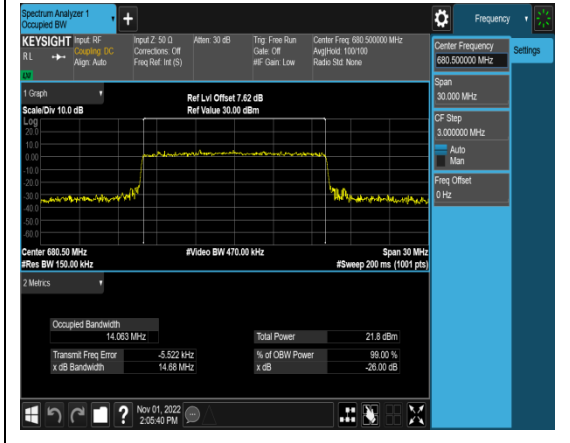 Spectrum Analyzer 1
Occupied BW
+
Frequency
KEYSIGHT
RL
Input: RF
Coupling: DC
Align: Auto
Input Z: 50 Ω
Corrections: Off
Freq Ref: Int (S)
Atten: 30 dB
Trig: Free Run
Gate: Off
#IF Gain: Low
Center Freq: 680.500000 MHz
Avg|Hold: 100/100
Radio Std: None
Center Frequency
680.500000 MHz
Settings
Span
30.000 MHz
CF Step
3.000000 MHz
Auto
Man
Freq Offset
0 Hz
1 Graph
Scale/Div 10.0 dB
Ref Lvl Offset 7.62 dB
Ref Value 30.00 dBm
Log
20.0
10.0
0.00
-10.0
-20.0
-30.0
-40.0
-50.0
-60.0
Center 680.50 MHz
#Video BW 470.00 kHz
Span 30 MHz
#Res BW 150.00 kHz
#Sweep 200 ms (1001 pts)
2 Metrics
Occupied Bandwidth
14.063 MHz
Total Power
21.8 dBm
Transmit Freq Error
-5.522 kHz
% of OBW Power
99.00 %
x dB Bandwidth
14.68 MHz
x dB
-26.00 dB
?
Nov 01, 2022
2:05:40 PM